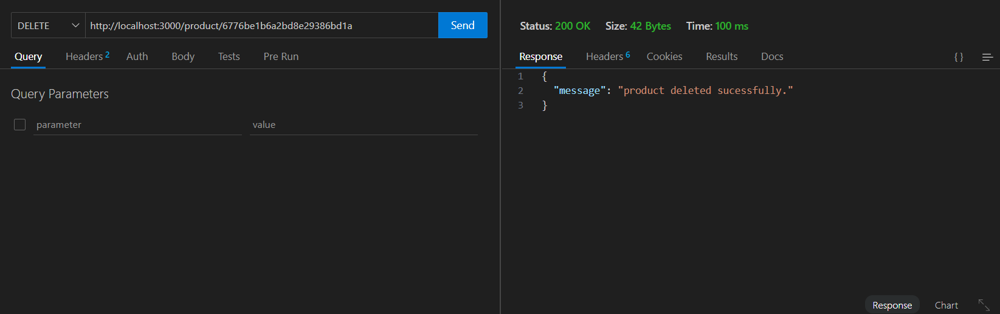 DELETE http://localhost:3000/product/6776be1b6a2bd8e29386bd1a Send
Query Headers 2 Auth Body Tests Pre Run
Query Parameters
parameter value
Status: 200 OK Size: 42 Bytes Time: 100 ms
Response Headers 6 Cookies Results Docs { }
1 {
2 "message": "product deleted sucessfully."
3 }
Response Chart